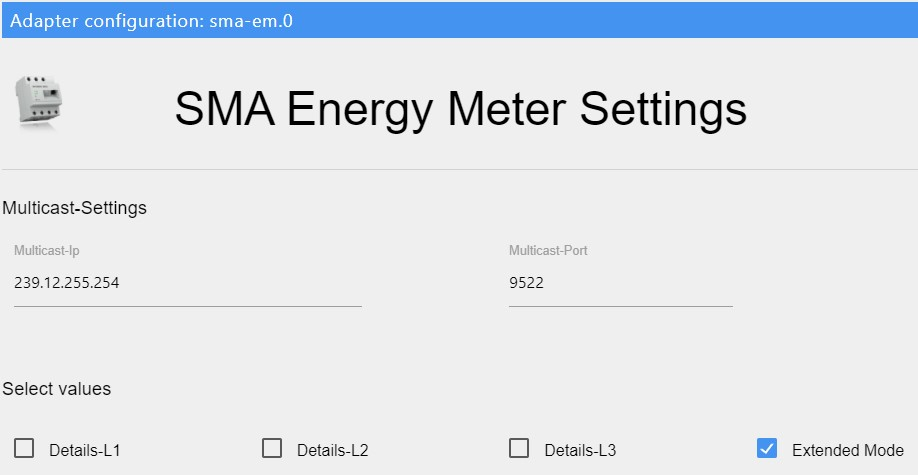 Adapter configuration: sma-em.0
SMA Energy Meter Settings
Multicast-Settings
Multicast-Ip Multicast-Port
239.12.255.254 9522
Select values
Details-L1 Details-L2 Details-L3 Extended Mode